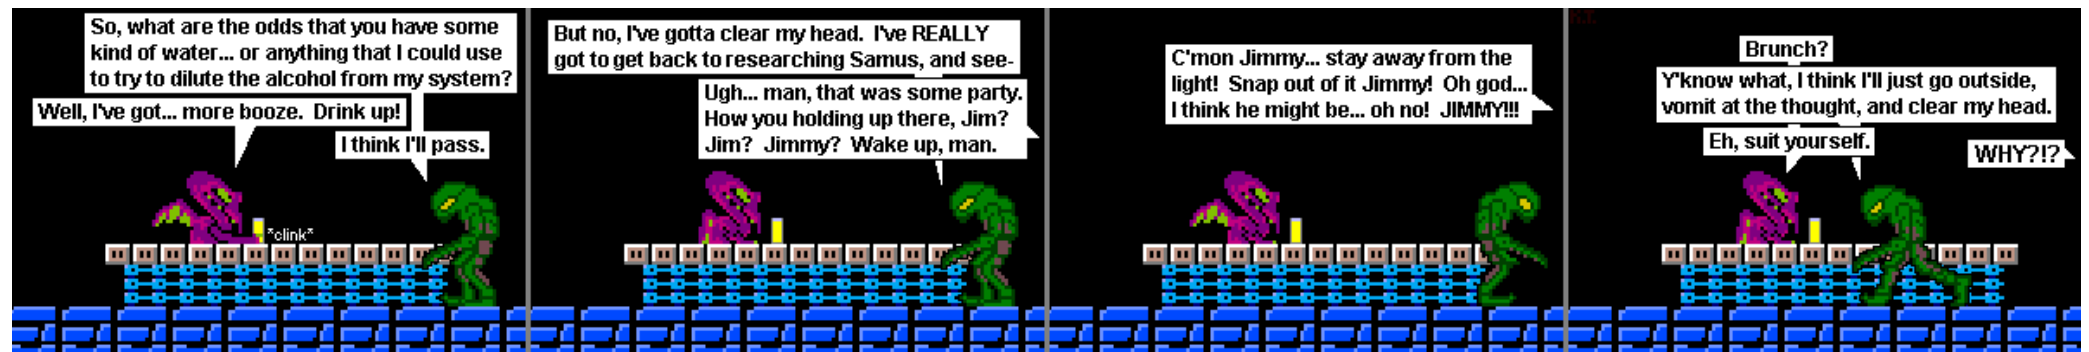 So, what are the odds that you have some
kind of water... or anything that I could use
to try to dilute the alcohol from my system?
Well, I've got... more booze.  Drink up!
I think I'll pass.
*clink*
But no, I've gotta clear my head.  I've REALLY
got to get back to researching Samus, and see-
Ugh... man, that was some party.
How you holding up there, Jim?
Jim?  Jimmy?  Wake up, man.
C'mon Jimmy... stay away from the
light!  Snap out of it Jimmy!  Oh god...
I think he might be... oh no!  JIMMY!!!
Brunch?
Y'know what, I think I'll just go outside,
vomit at the thought, and clear my head.
Eh, suit yourself.
WHY?!?